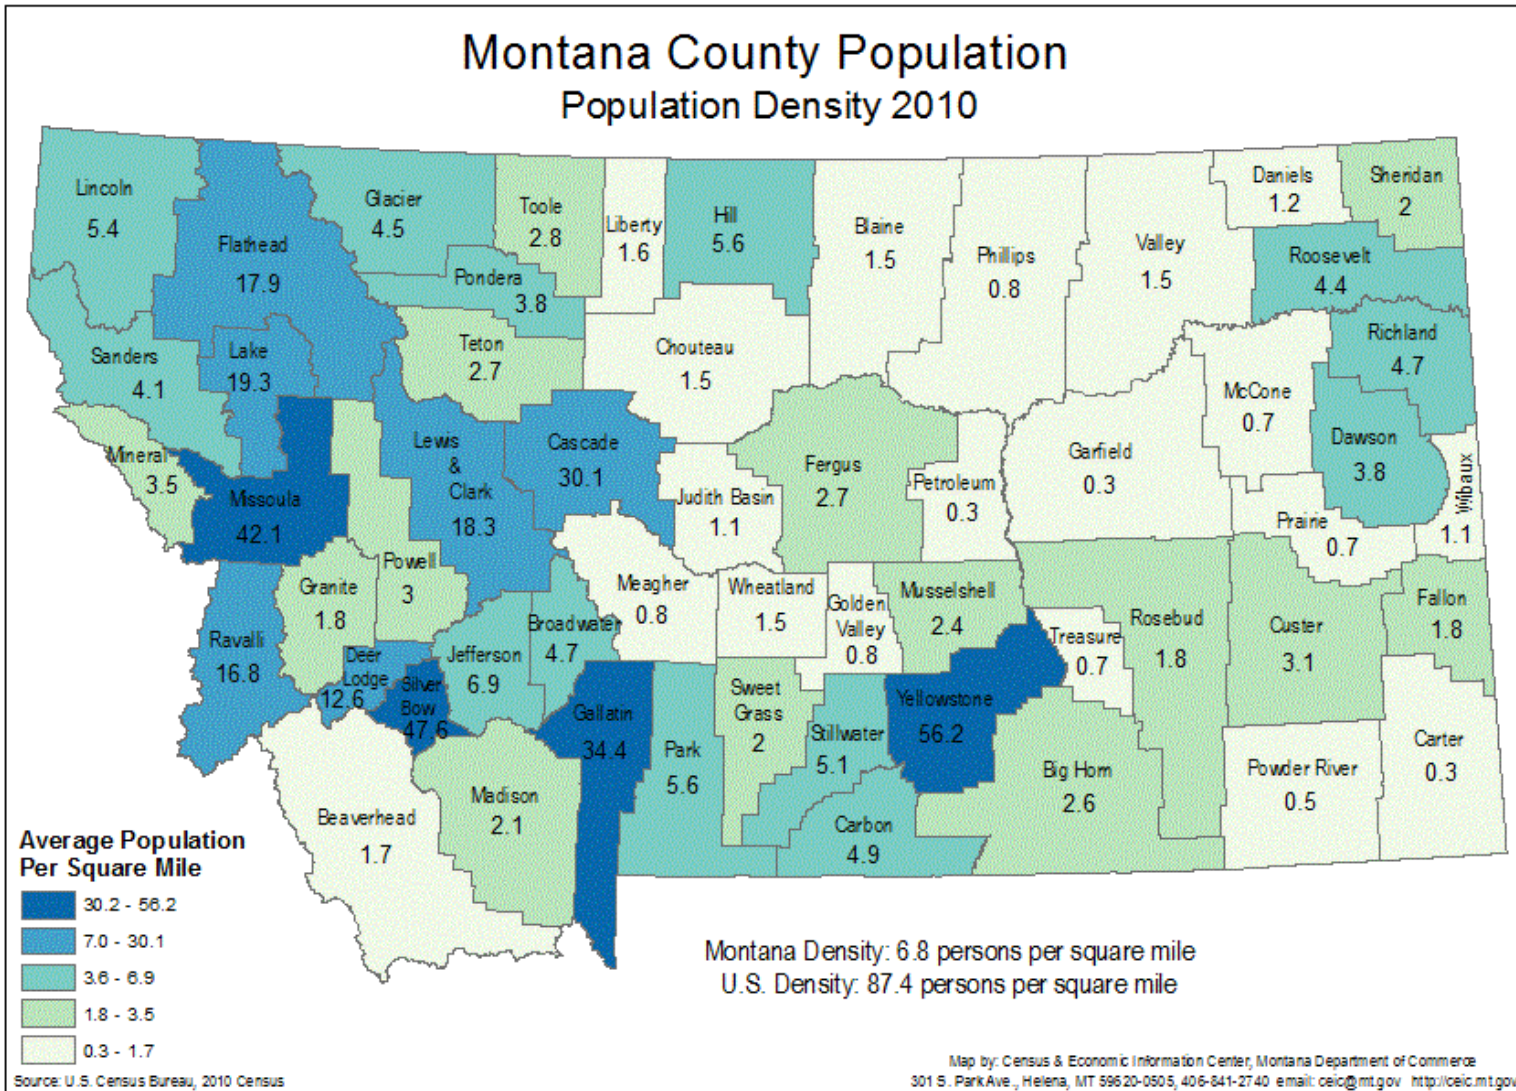 Montana County Population
Population Density 2010
Lincoln
5.4
Flathead
17.9
Glacier
4.5
Toole
2.8
Liberty
1.6
Hill
5.6
Blaine
1.5
Phillips
0.8
Valley
1.5
Daniels
1.2
Sheridan
2
Roosevelt
4.4
Pondera
3.8
Sanders
4.1
Lake
19.3
Teton
2.7
Chouteau
1.5
Richland
4.7
McCone
0.7
Dawson
3.8
Wibaux
1.1
Mineral
3.5
Missoula
42.1
Lewis
&
Clark
18.3
Cascade
30.1
Judith Basin
1.1
Fergus
2.7
Petroleum
0.3
Garfield
0.3
Prairie
0.7
Powell
3
Granite
1.8
Ravalli
16.8
Deer
Lodge
12.6
Silver
Bow
47.6
Jefferson
6.9
Broadwater
4.7
Meagher
0.8
Wheatland
1.5
Golden
Valley
0.8
Musselshell
2.4
Treasure
0.7
Rosebud
1.8
Custer
3.1
Fallon
1.8
Gallatin
34.4
Park
5.6
Sweet
Grass
2
Stillwater
5.1
Yellowstone
56.2
Big Horn
2.6
Powder River
0.5
Carter
0.3
Beaverhead
1.7
Madison
2.1
Carbon
4.9
Average Population
Per Square Mile
30.2 - 56.2
7.0 - 30.1
3.6 - 6.9
1.8 - 3.5
0.3 - 1.7
Montana Density: 6.8 persons per square mile
U.S. Density: 87.4 persons per square mile
Source: U.S. Census Bureau, 2010 Census
Map by: Census & Economic Information Center, Montana Department of Commerce
301 S. Park Ave., Helena, MT 59620-0505, 406-841-2740 email: ceic@mt.gov http://ceic.mt.gov